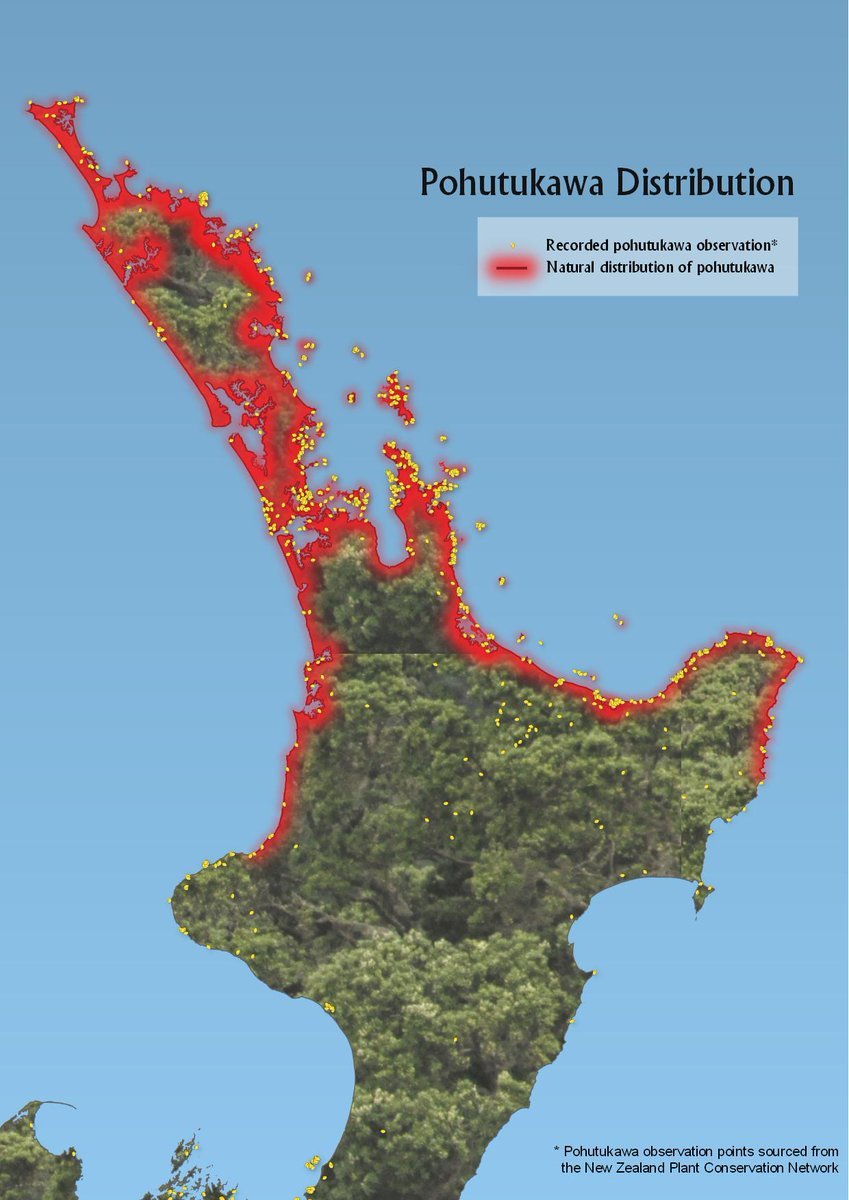 Pohutukawa Distribution
Recorded pohutukawa observation*
Natural distribution of pohutukawa
* Pohutukawa observation points sourced from
the New Zealand Plant Conservation Network